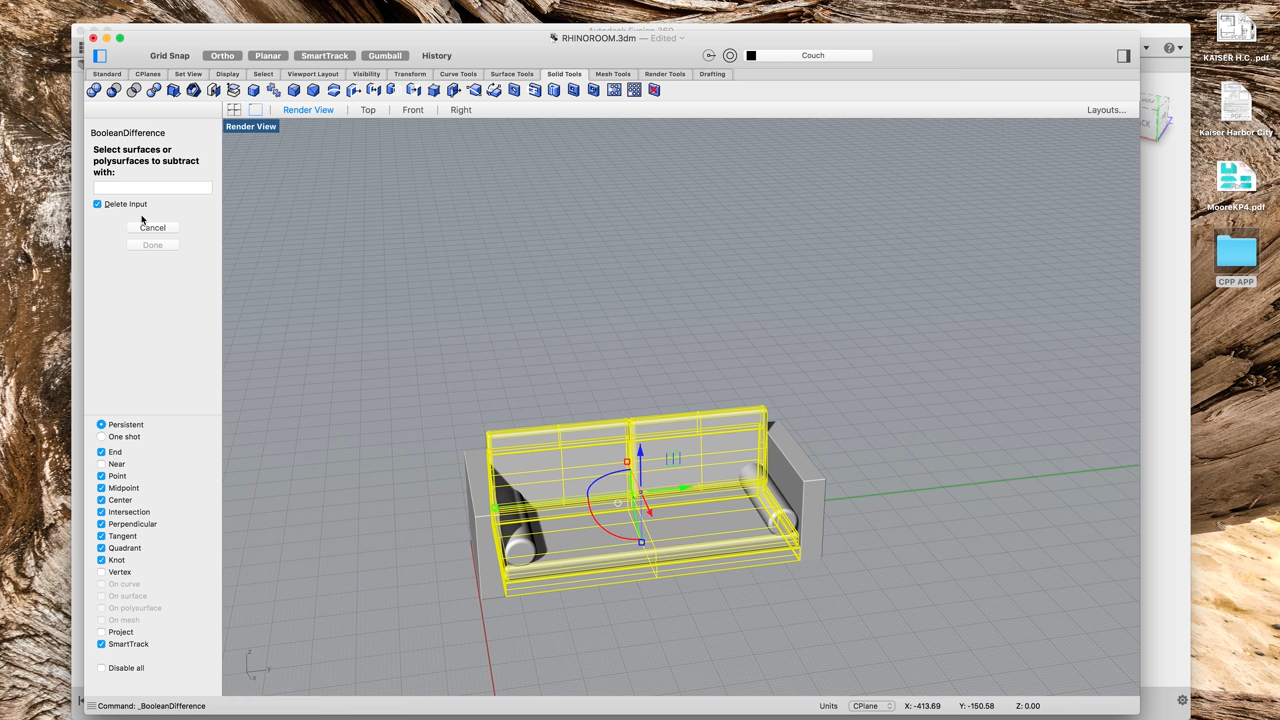 RHINOROOM.3dm — Edited
Grid Snap
Ortho
Planar
SmartTrack
Gumball
History
Couch
Standard
CPlanes
Set View
Display
Select
Viewport Layout
Visibility
Transform
Curve Tools
Surface Tools
Solid Tools
Mesh Tools
Render Tools
Drafting
Render View
Top
Front
Right
Layouts...
Render View
BooleanDifference
Select surfaces or
polysurfaces to subtract
with:
Delete Input
Cancel
Done
Persistent
One shot
End
Near
Point
Midpoint
Center
Intersection
Perpendicular
Tangent
Quadrant
Knot
Vertex
On curve
On surface
On polysurface
On mesh
Project
SmartTrack
Disable all
z
y
x
Command: _BooleanDifference
Units
CPlane
X: -413.69
Y: -150.58
Z: 0.00
KAISER H.C..pdf
Kaiser Harbor City
MooreKP4.pdf
CPP APP
Z